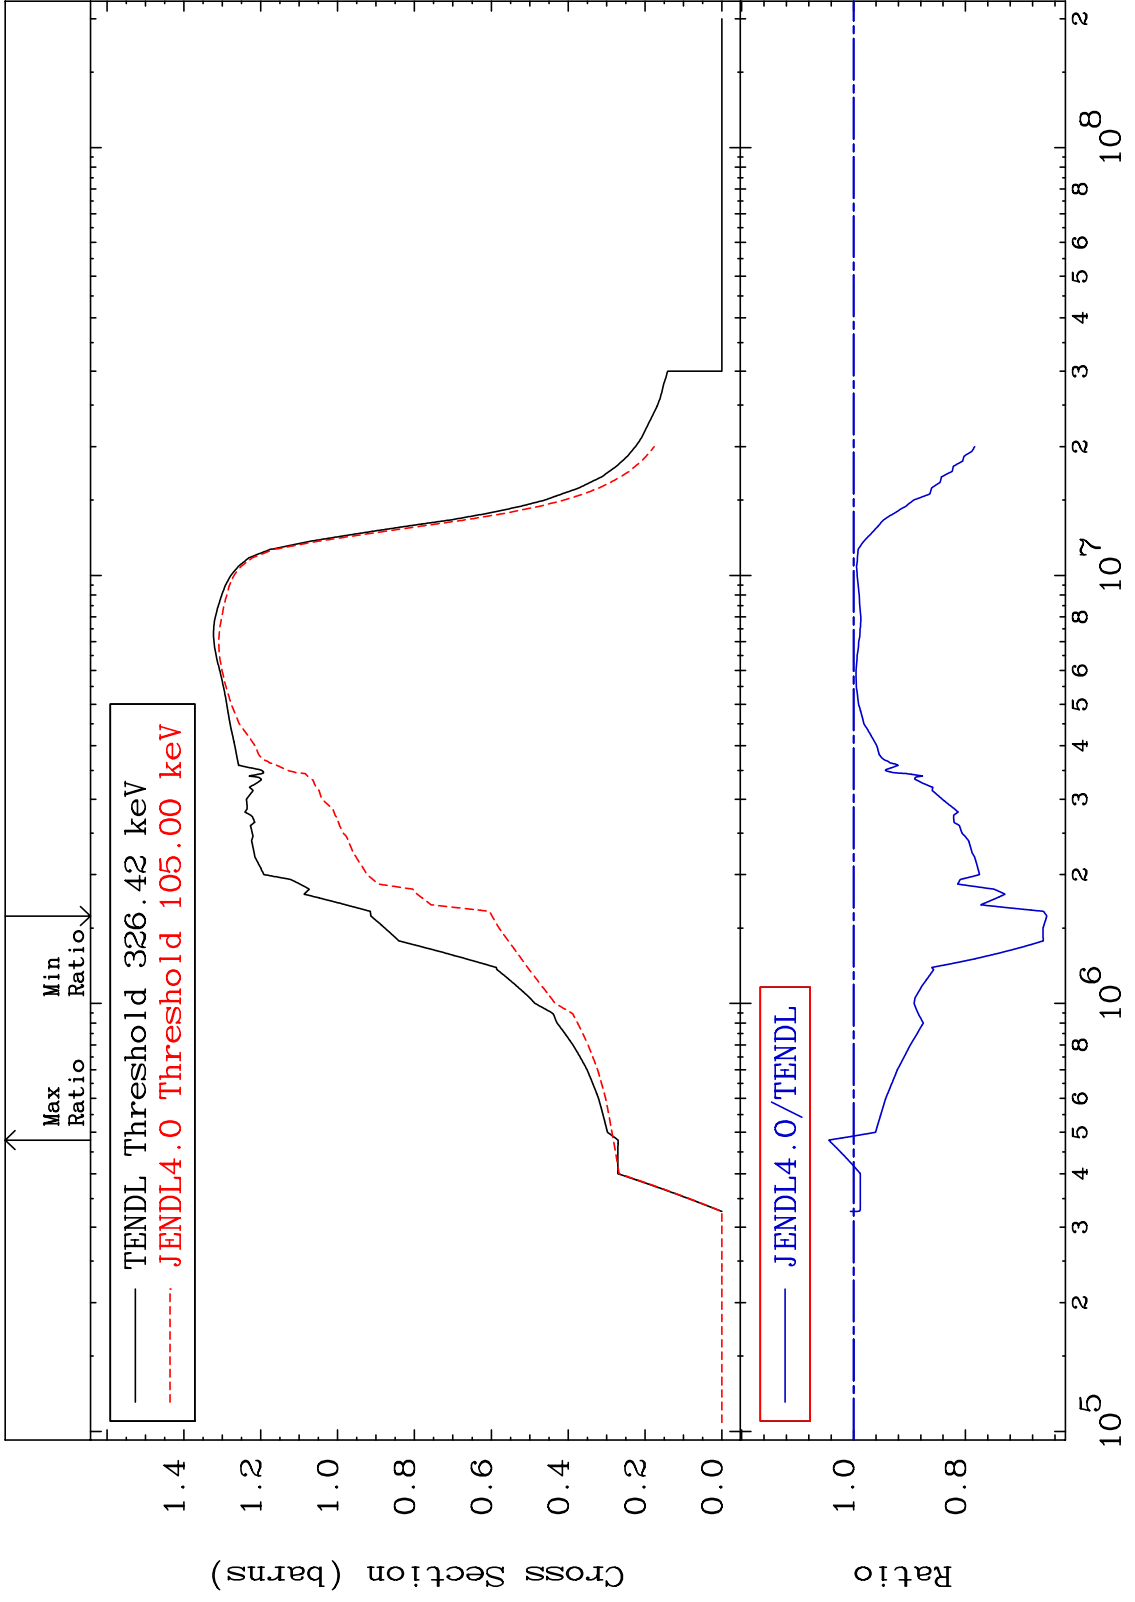 Max
Ratio
Min
Ratio
TENDL Threshold 326.42 keV
JENDL4.0 Threshold 105.00 keV
1.4
1.2
1.0
0.8
0.6
0.4
0.2
0.0
Cross Section (barns)
JENDL4.0/TENDL
1.0
0.8
Ratio
10^5 2 3 4 5 6 8 10^6 2 3 4 5 6 8 10^7 2 3 4 5 6 8 10^8 2